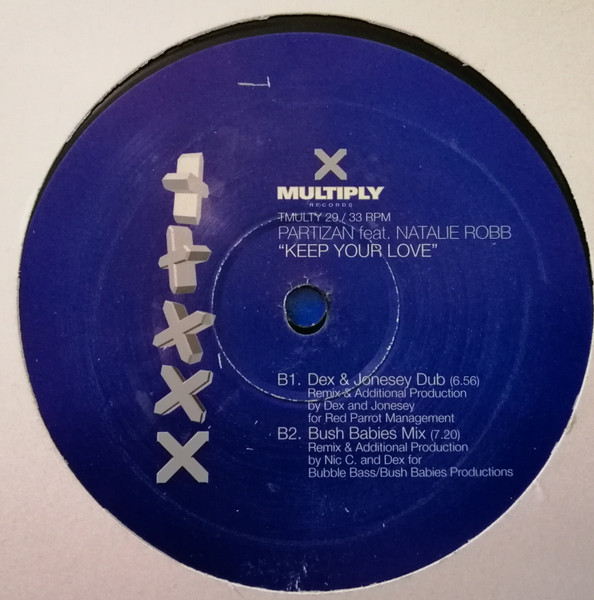 MULTIPLY
RECORDS
TMULTY 29 / 33 RPM
PARTIZAN feat. NATALIE ROBB
“KEEP YOUR LOVE”
B1. Dex & Jonesey Dub (6.56)
Remix & Additional Production
by Dex and Jonesey
for Red Parrot Management
B2. Bush Babies Mix (7.20)
Remix & Additional Production
by Nic C. and Dex for
Bubble Bass/Bush Babies Productions